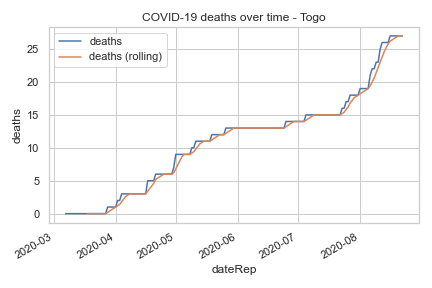 COVID-19 deaths over time - Togo
deaths
deaths (rolling)
25
20
15
10
5
0
deaths
2020-03
2020-04
2020-05
2020-06
2020-07
2020-08
dateRep